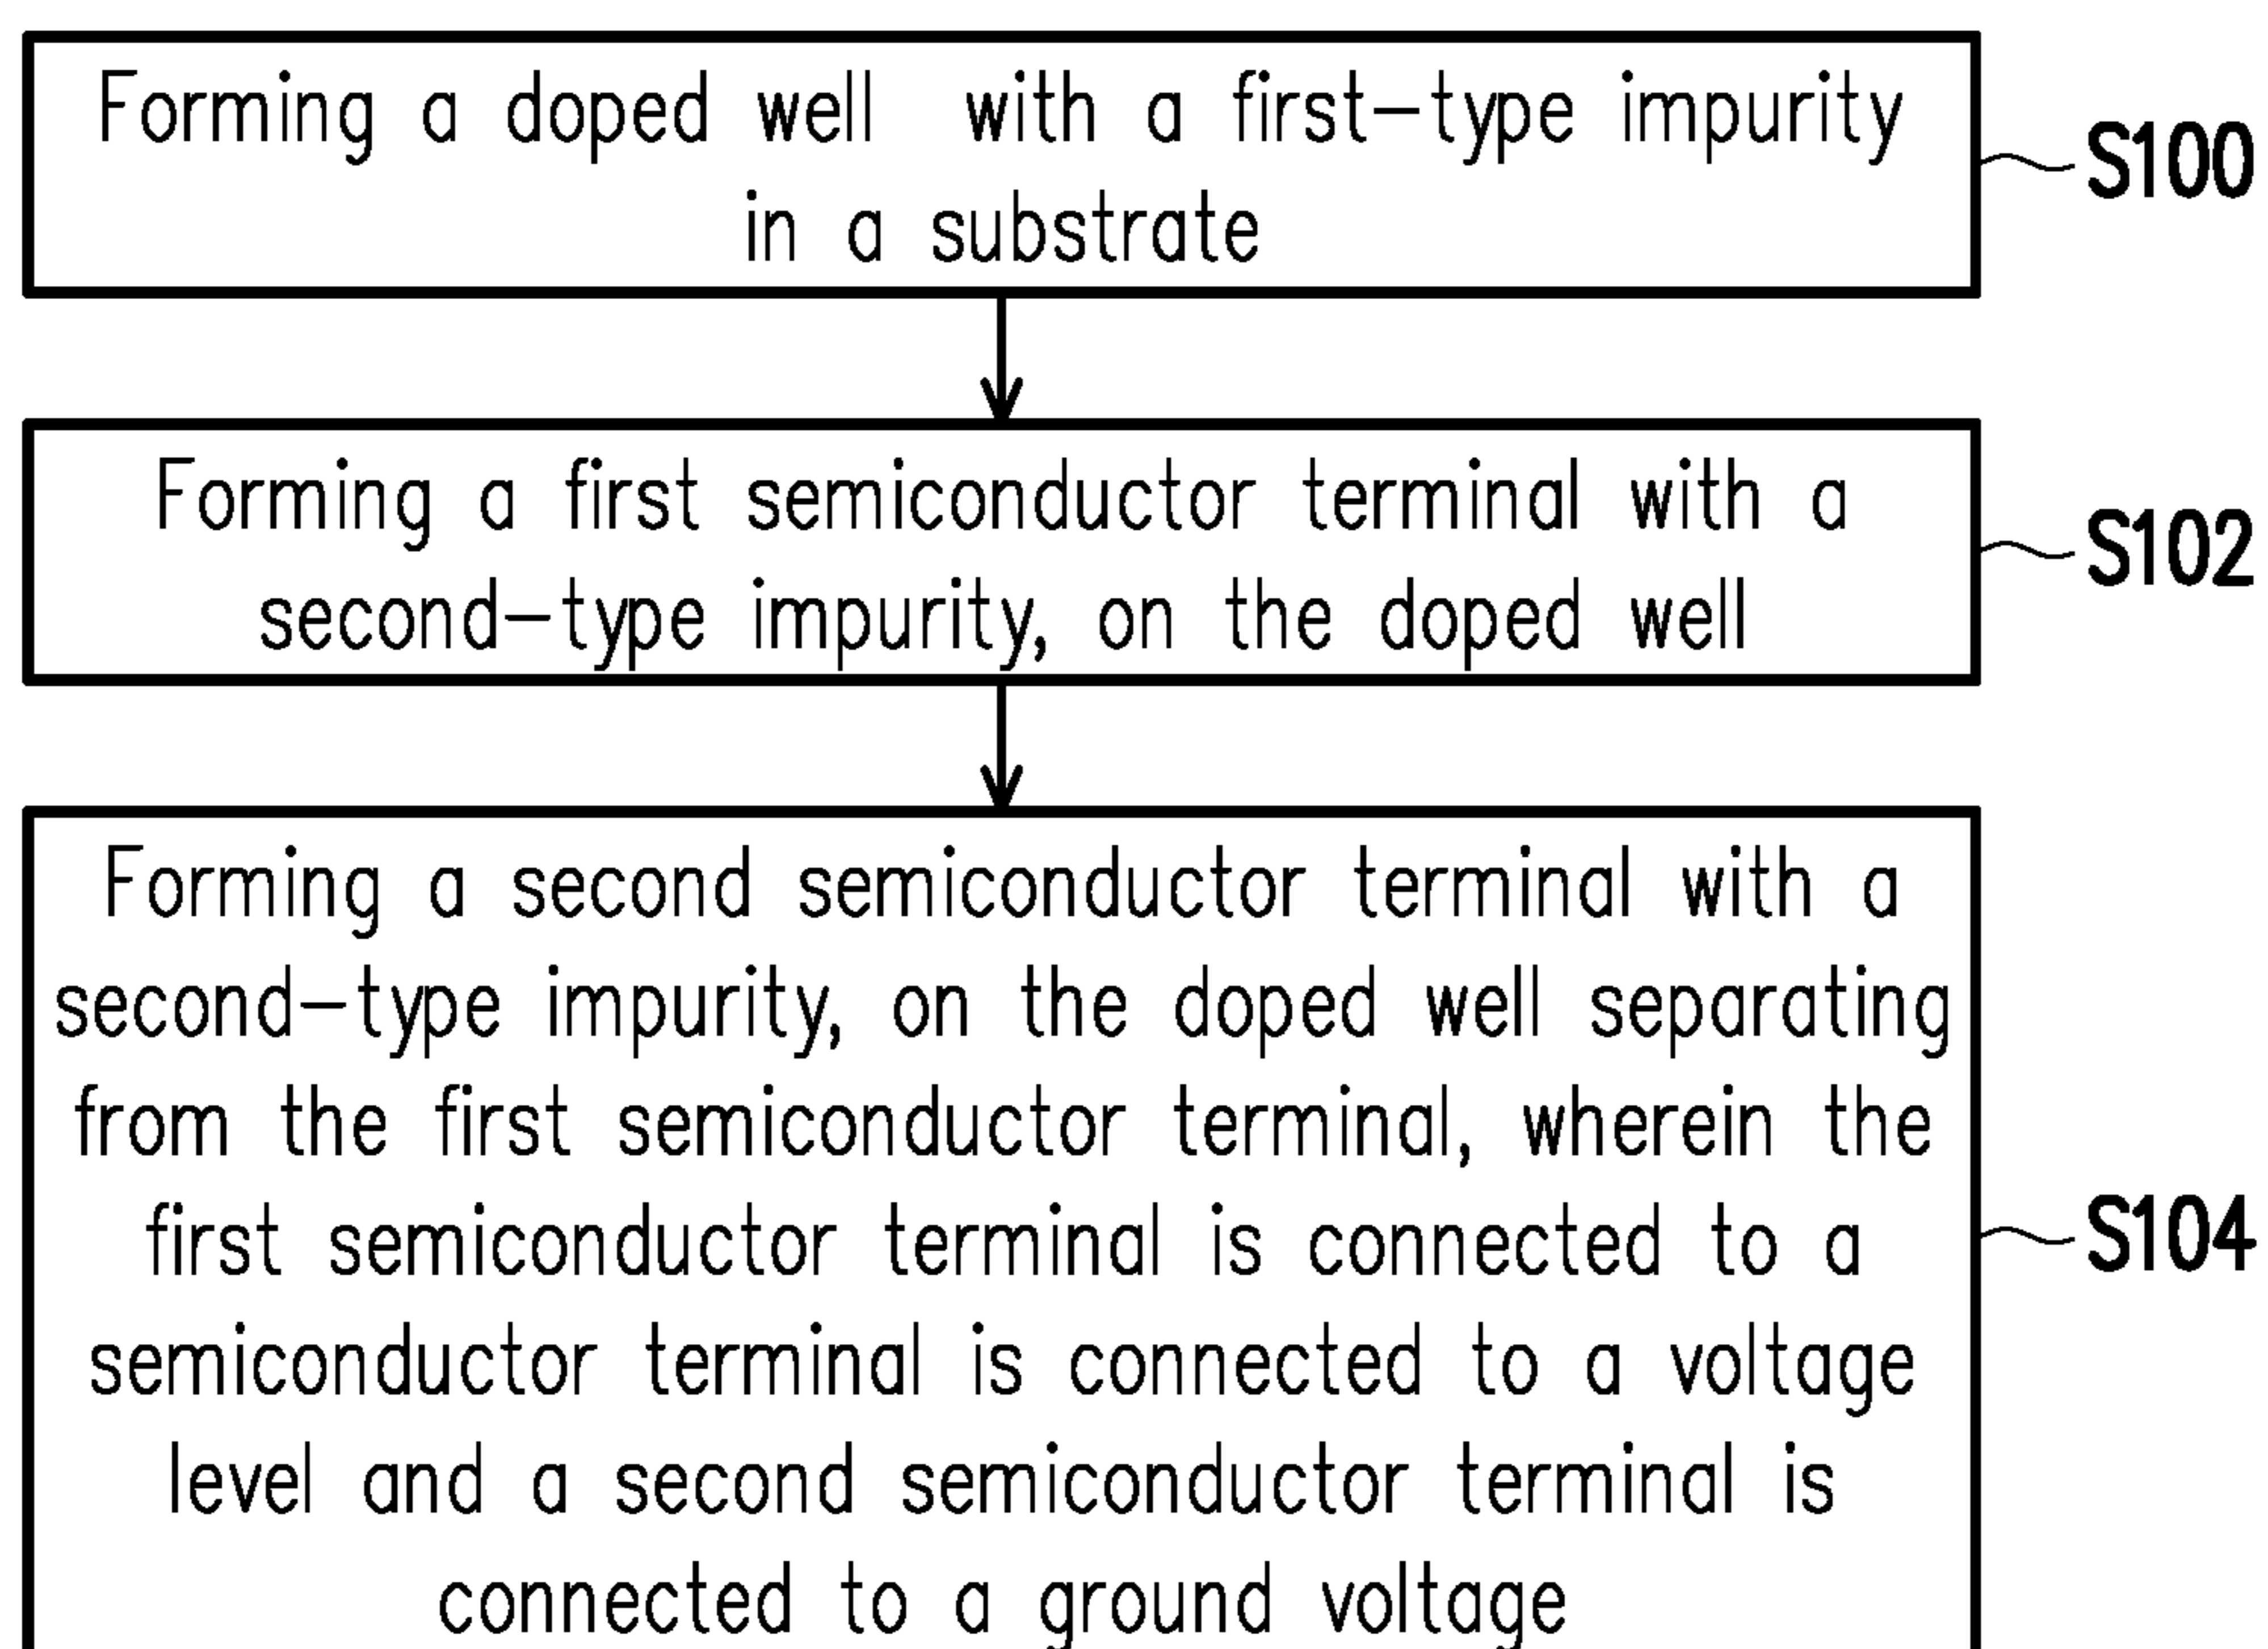 Forming a doped well with a first-type impurity
in a substrate
S100
Forming a first semiconductor terminal with a
second-type impurity, on the doped well
S102
Forming a second semiconductor terminal with a
second-type impurity, on the doped well separating
from the first semiconductor terminal, wherein the
first semiconductor terminal is connected to a
semiconductor terminal is connected to a voltage
level and a second semiconductor terminal is
connected to a ground voltage
S104